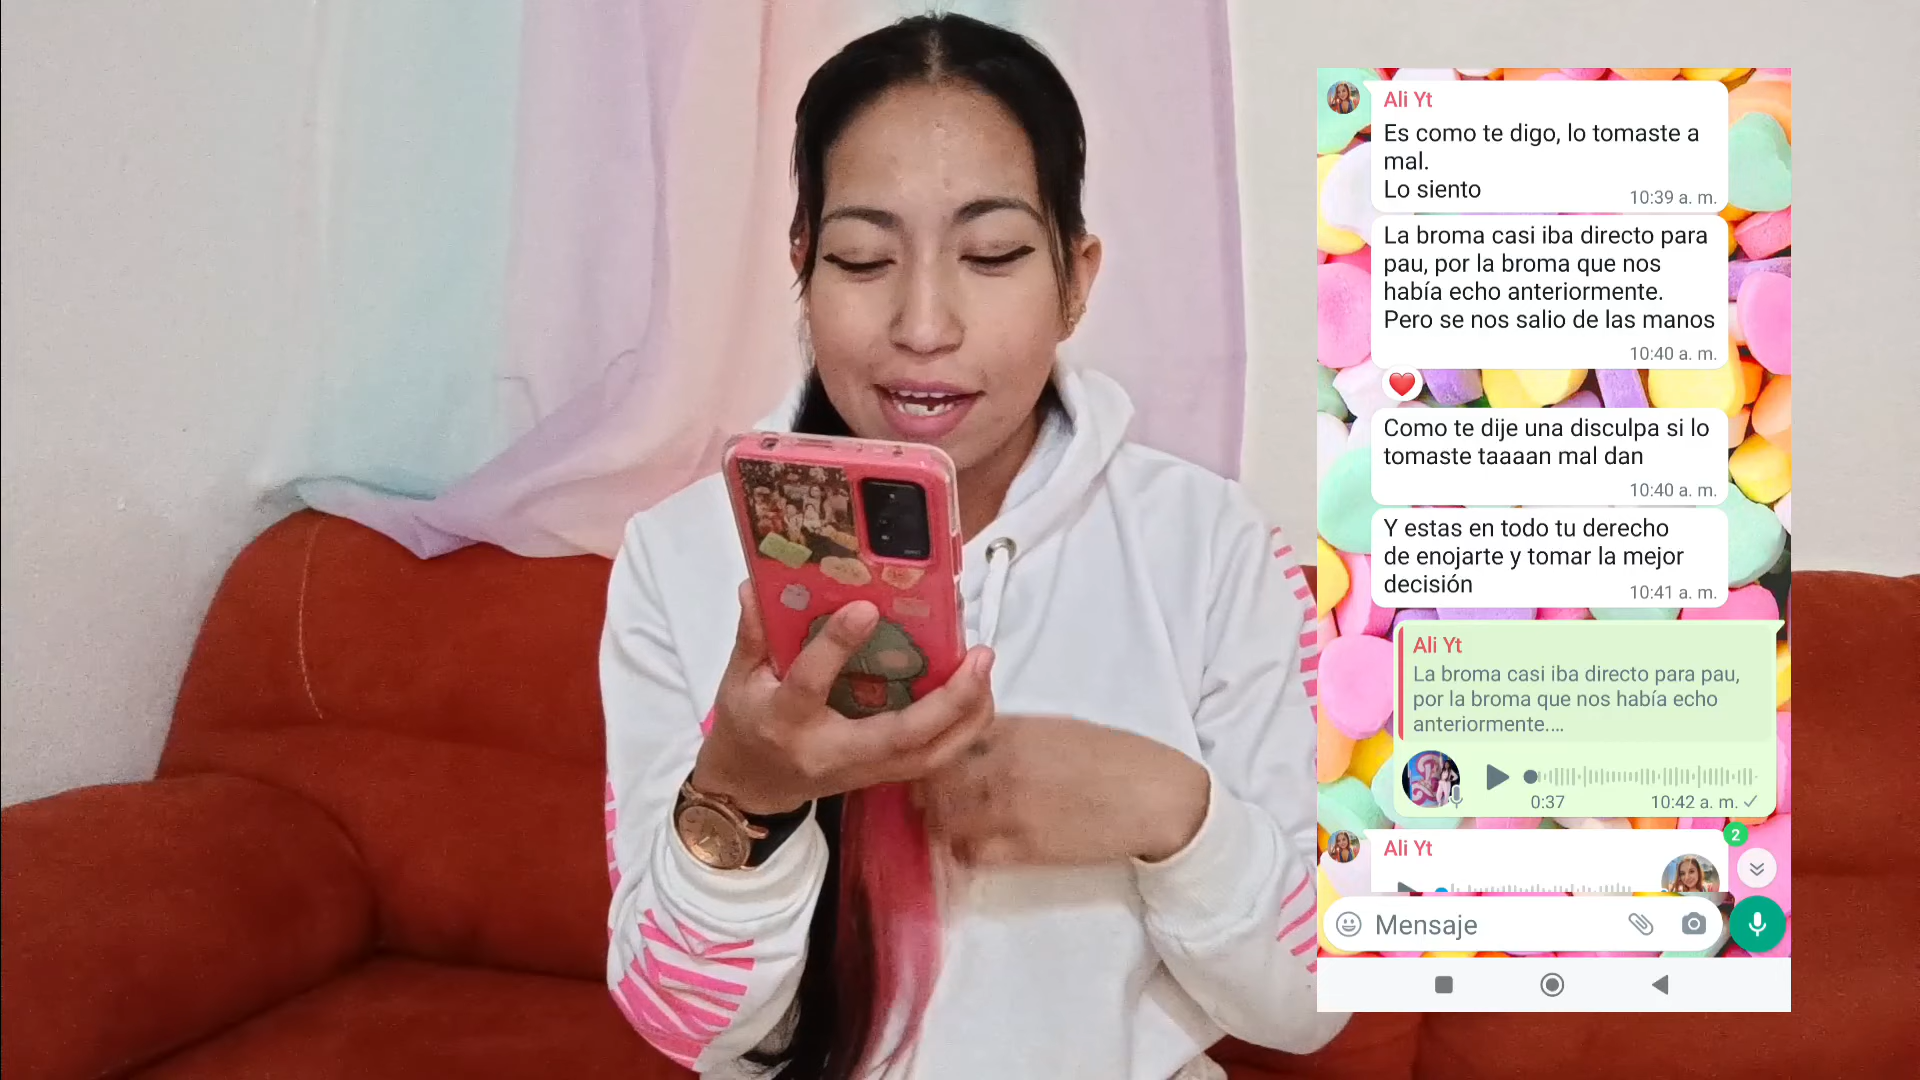 Ali Yt
Es como te digo, lo tomaste a
mal.
Lo siento
10:39 a. m.
La broma casi iba directo para
pau, por la broma que nos
había echo anteriormente.
Pero se nos salio de las manos
10:40 a. m.
Como te dije una disculpa si lo
tomaste taaaan mal dan
10:40 a. m.
Y estas en todo tu derecho
de enojarte y tomar la mejor
decisión
10:41 a. m.
Ali Yt
La broma casi iba directo para pau,
por la broma que nos había echo
anteriormente....
0:37
10:42 a. m.
2
Ali Yt
Mensaje